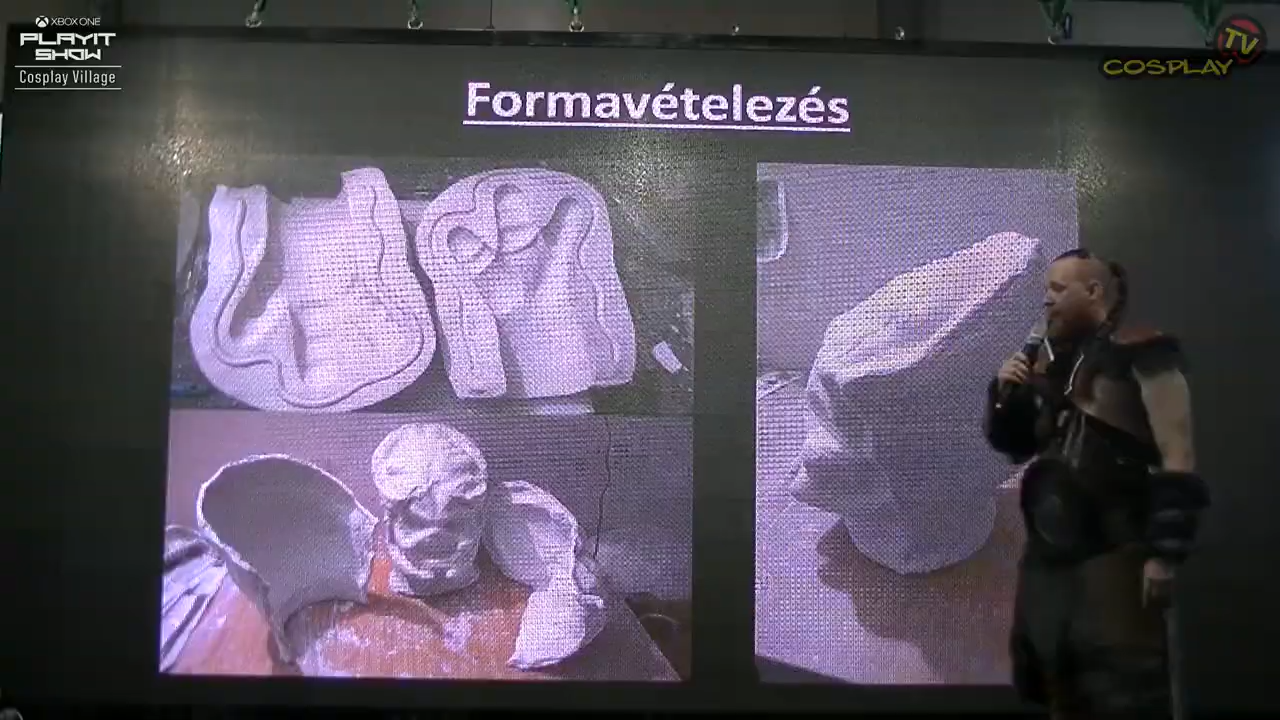 XBOX ONE
PLAYIT
SHOW
Cosplay Village
TV
COSPLAY
Formavételezés